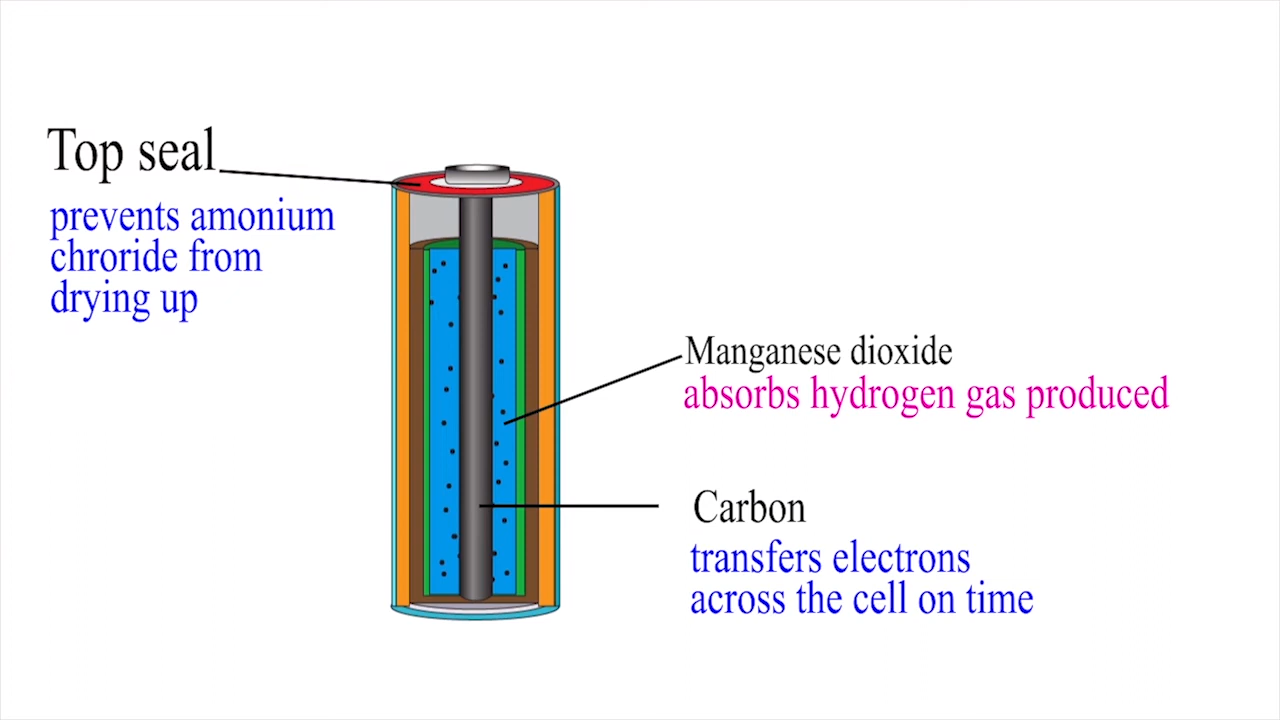 Top seal
prevents amonium
chroride from
drying up
Manganese dioxide
absorbs hydrogen gas produced
Carbon
transfers electrons
across the cell on time